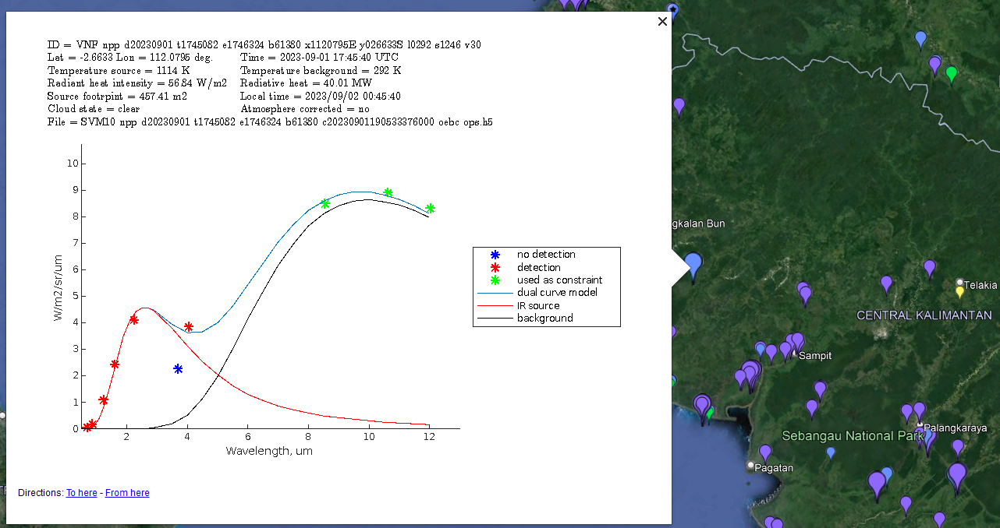 ID = VNF npp d20230901 t1745082 e1746324 b61380 x1120795E y026633S l0292 s1246 v30
Lat = -2.6633 Lon = 112.0795 deg. Time = 2023-09-01 17:45:40 UTC
Temperature source = 1114 K Temperature background = 292 K
Radiant heat intensity = 56.84 W/m2 Radiative heat = 40.01 MW
Source footrpint = 457.41 m2 Local time = 2023/09/02 00:45:40
Cloud state = clear Atmosphere corrected = no
File = SVM10 npp d20230901 t1745082 e1746324 b61380 c20230901190533376000 oebc ops.h5
10
9
8
7
6
5
4
3
2
1
0
W/m2/sr/um
2 4 6 8 10 12
Wavelength, um
no detection
detection
used as constraint
dual curve model
IR source
background
Directions: To here - From here
gkalan Bun
Telakia
CENTRAL KALIMANTAN
Sampit
Palangkaraya
Sebangau National Park
Pagatan